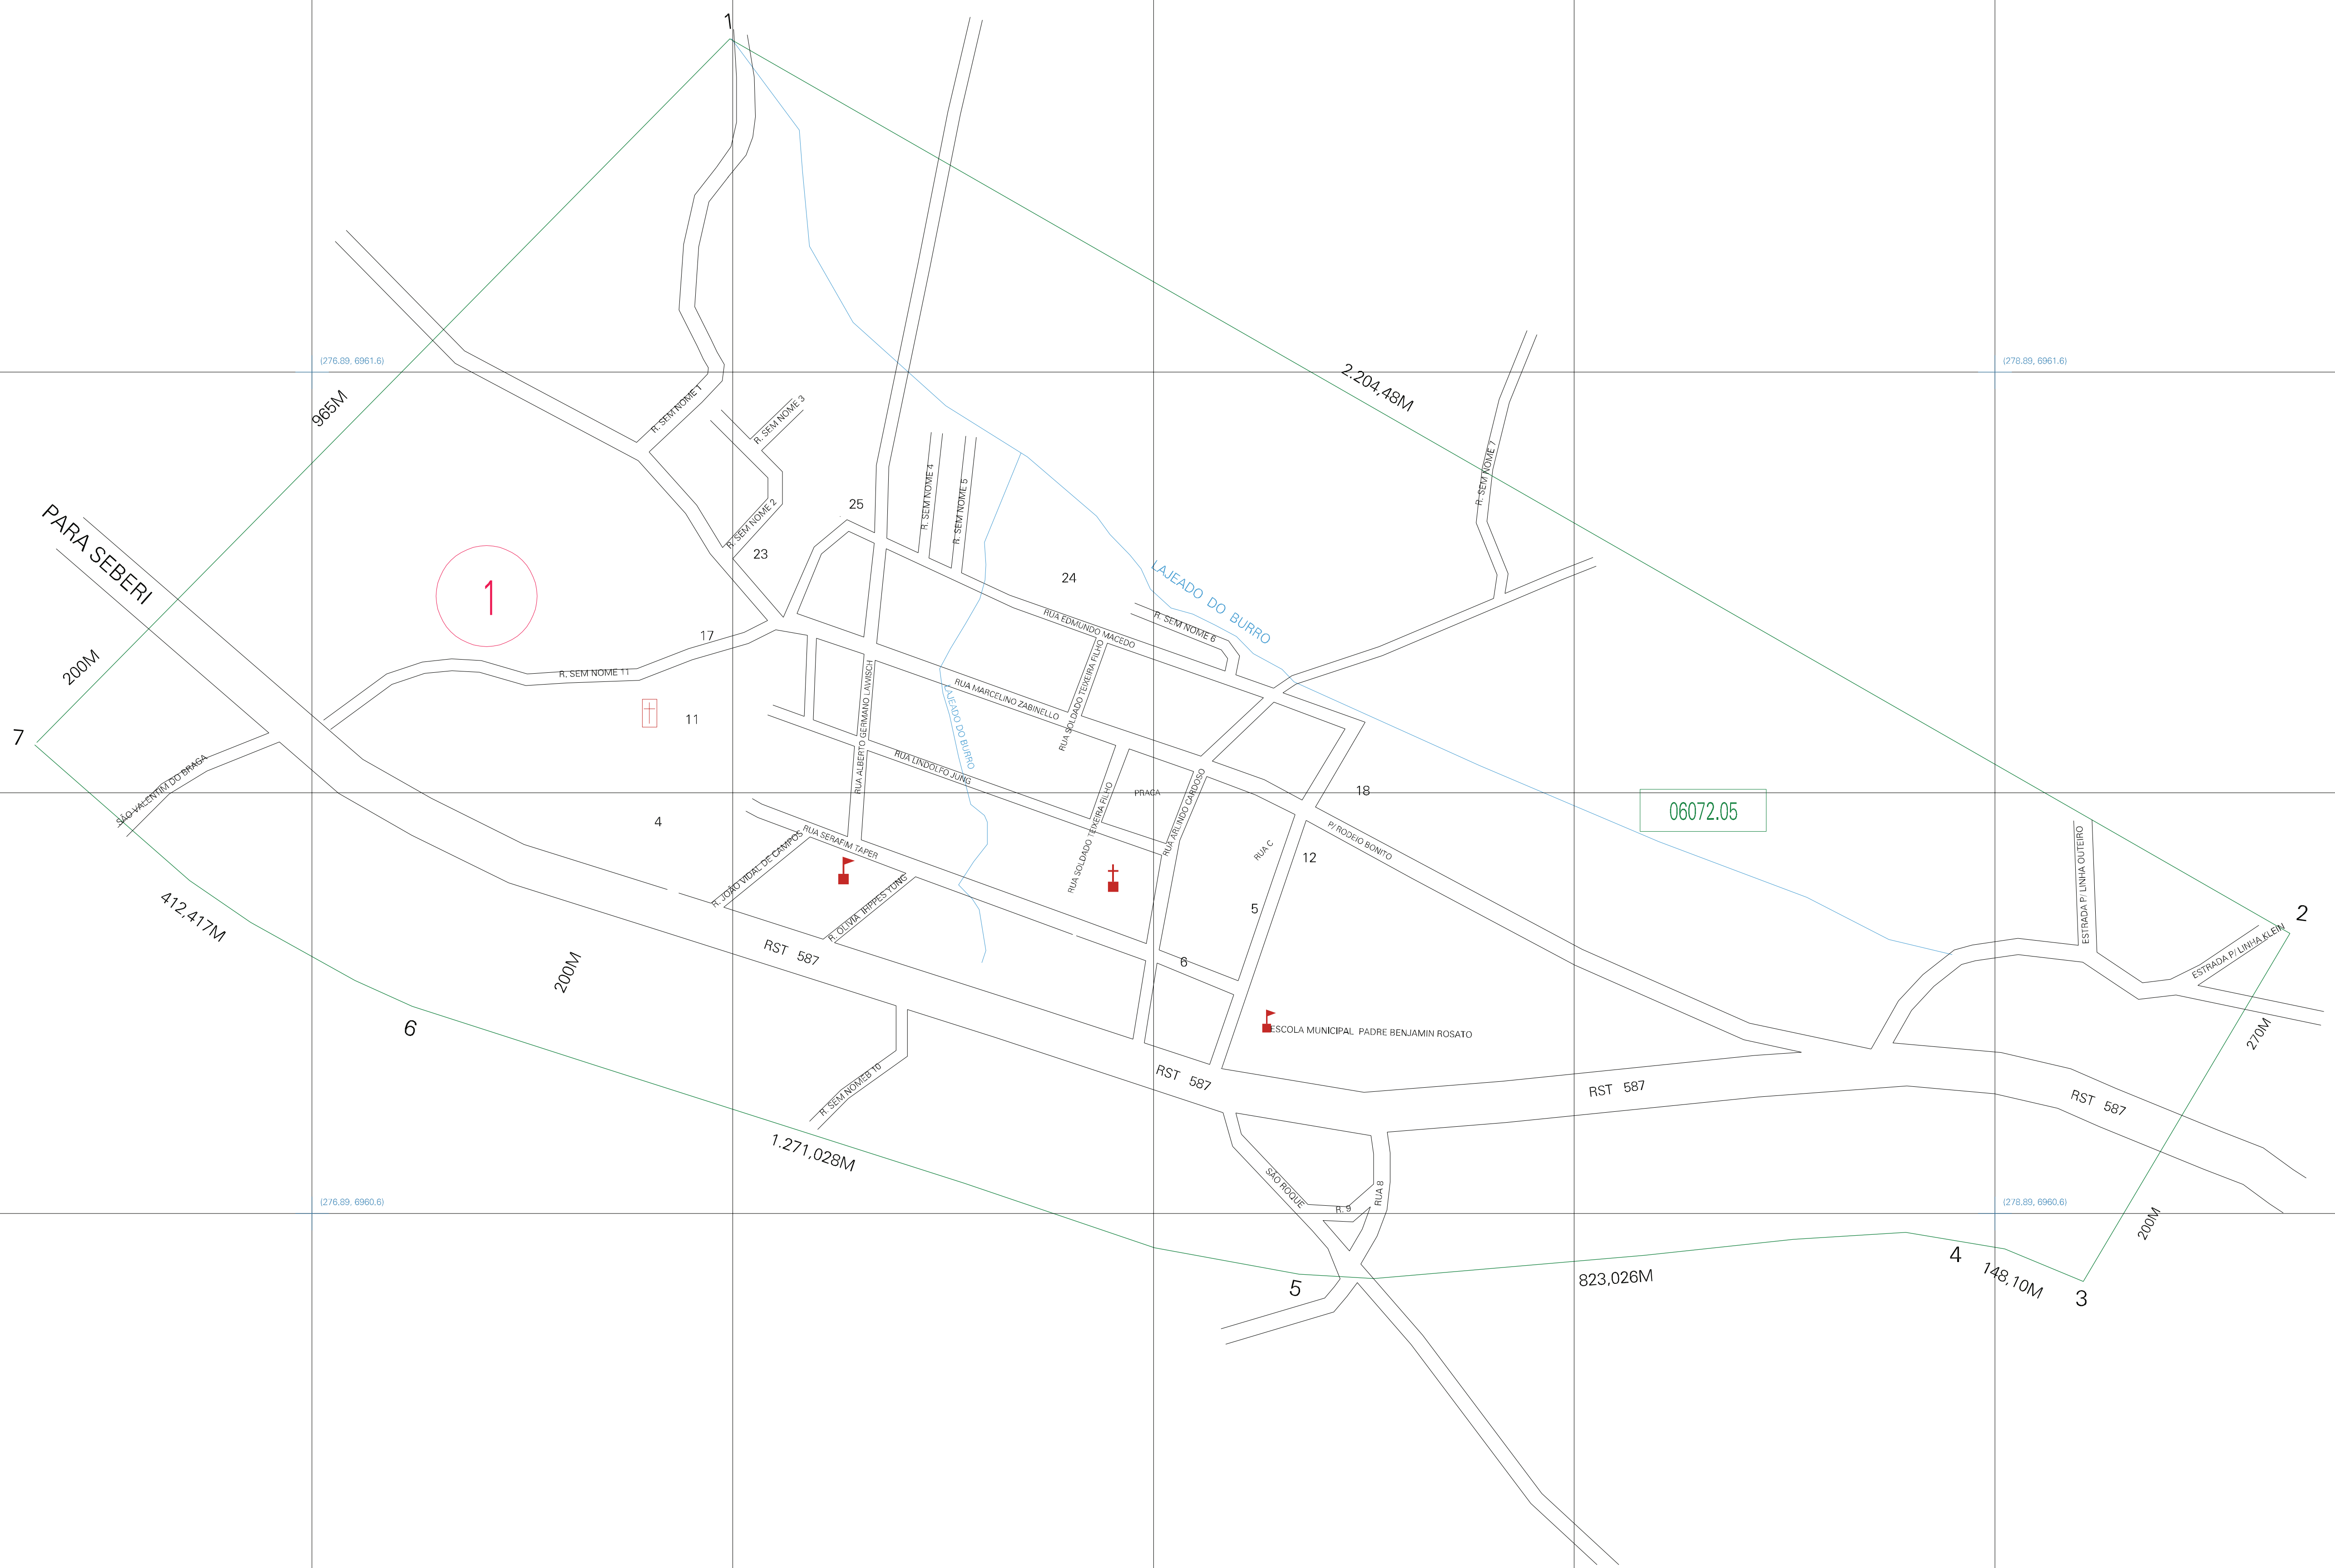 1
(276.89, 6961.6)
(278.89, 6961.6)
2.204,48M
965M
R. SEM NOME 1
R. SEM NOME 3
R. SEM NOME 7
R. SEM NOME 4
R. SEM NOME 5
25
R. SEM NOME 2
23
PARA SEBERI
1
24
LAJEADO DO BURRO
RUA EDMUNDO MACEDO
R. SEM NOME 6
17
200M
R. SEM NOME 11
RUA ALBERTO GERMANO LAWISCH
RUA MARCELINO ZABINELLO
RUA SOLDADO TEIXEIRA FILHO
11
LAJEADO DO BURRO
7
SÃO VALENTIM DO BRAGA
RUA LINDOLFO JUNG
RUA SOLDADO TEIXEIRA FILHO
PRACA
RUA ARLINDO CARDOSO
18
06072.05
4
RUA SERAFIM TAPER
P/ RODEIO BONITO
RUA C
12
R. JOÃO VIDAL DE CAMPOS
R. OLIVIA IRPPES YUNG
ESTRADA P/ LINHA OUTEIRO
412,417M
5
2
ESTRADA P/ LINHA KLEIN
RST 587
6
200M
6
ESCOLA MUNICIPAL PADRE BENJAMIN ROSATO
270M
R. SEM NOMEB 10
RST 587
RST 587
RST 587
1.271,028M
SÃO ROQUE
RUA 8
R. 9
(276.89, 6960.6)
(278.89, 6960.6)
200M
5
823,026M
4
148,10M
3